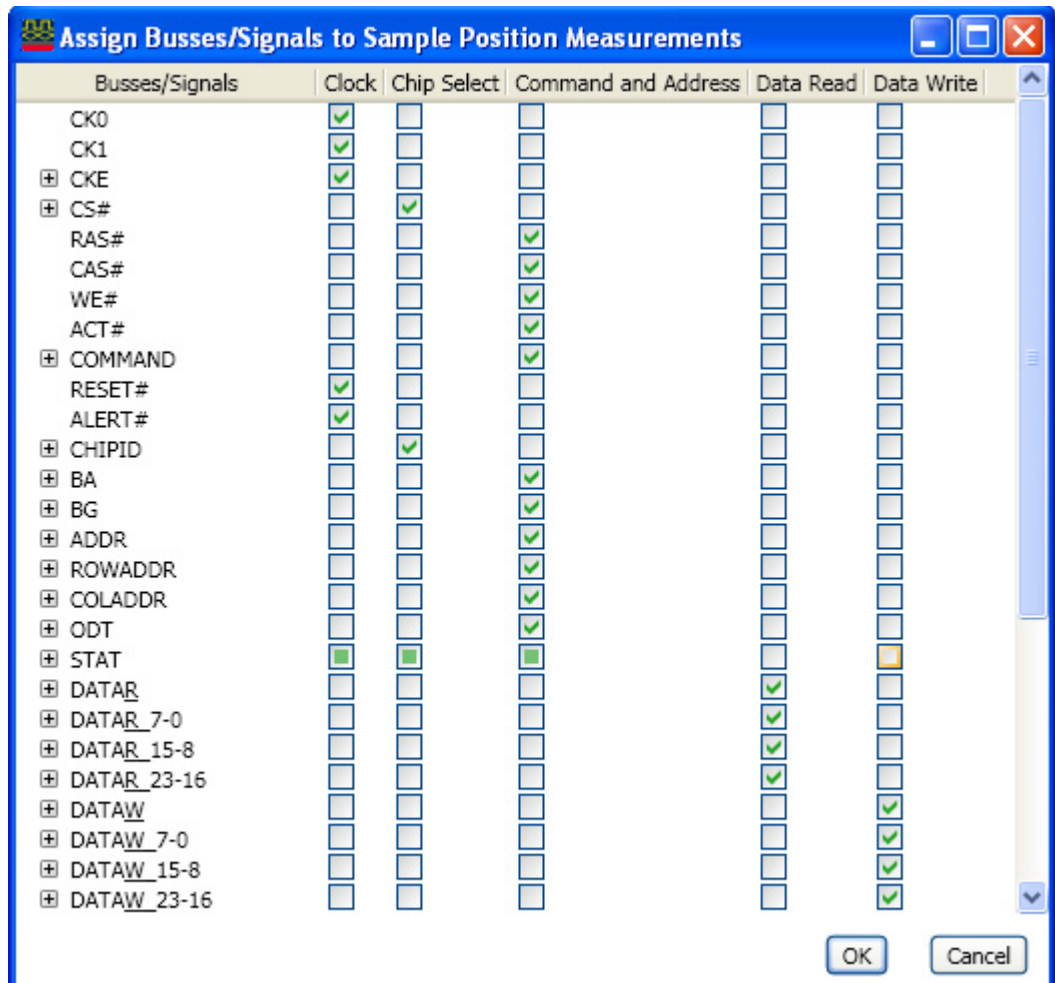 Assign Busses/Signals to Sample Position Measurements
Busses/Signals Clock Chip Select Command and Address Data Read Data Write
CK0
CK1
CKE
CS#
RAS#
CAS#
WE#
ACT#
COMMAND
RESET#
ALERT#
CHIPID
BA
BG
ADDR
ROWADDR
COLADDR
ODT
STAT
DATAR
DATAR_7-0
DATAR_15-8
DATAR_23-16
DATAW
DATAW_7-0
DATAW_15-8
DATAW_23-16
OK Cancel